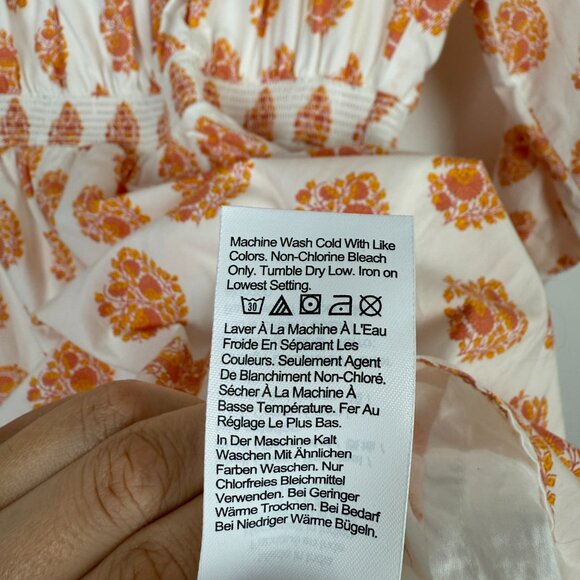 Machine Wash Cold With Like
Colors. Non-Chlorine Bleach
Only. Tumble Dry Low. Iron on
Lowest Setting.
30
Laver À La Machine À L'Eau
Froide En Séparant Les
Couleurs. Seulement Agent
De Blanchiment Non-Chloré.
Sécher À La Machine À
Basse Température. Fer Au
Réglage Le Plus Bas.
In Der Maschine Kalt
Waschen Mit Ähnlichen
Farben Waschen. Nur
Chlorfreies Bleichmittel
Verwenden. Bei Geringer
Wärme Trocknen. Bei Bedarf
Bei Niedriger Wärme Bügeln.